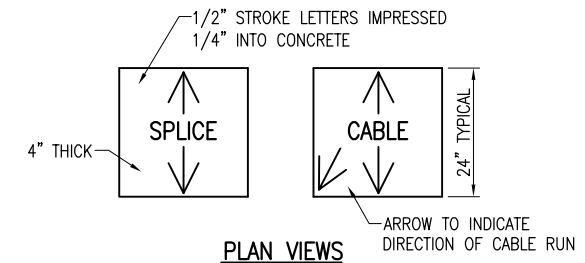 1/2" STROKE LETTERS IMPRESSED
1/4" INTO CONCRETE
SPLICE
CABLE
4" THICK
24" TYPICAL
ARROW TO INDICATE
DIRECTION OF CABLE RUN
PLAN VIEWS